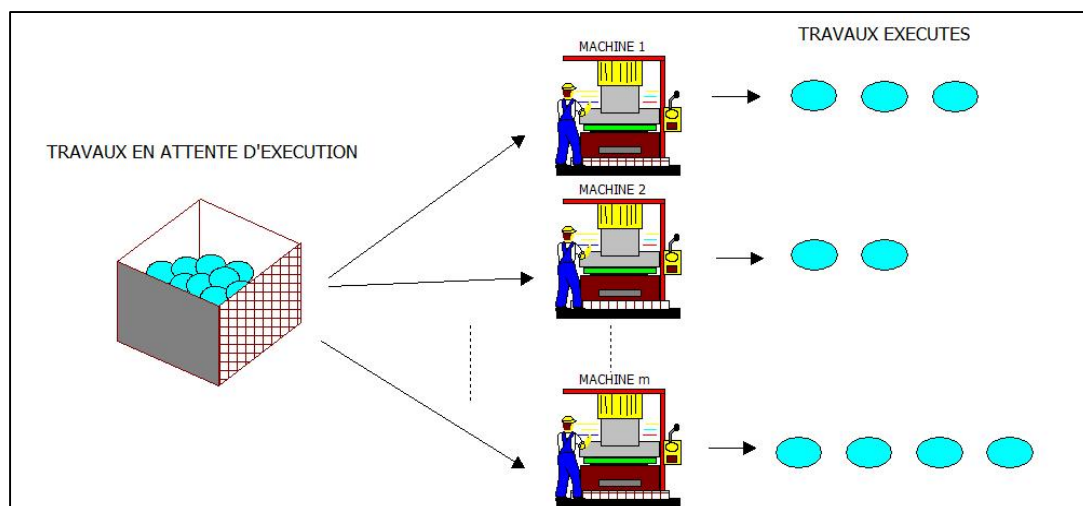 TRAVAUX EXECUTES
MACHINE 1
TRAVAUX EN ATTENTE D'EXECUTION
MACHINE 2
MACHINE m